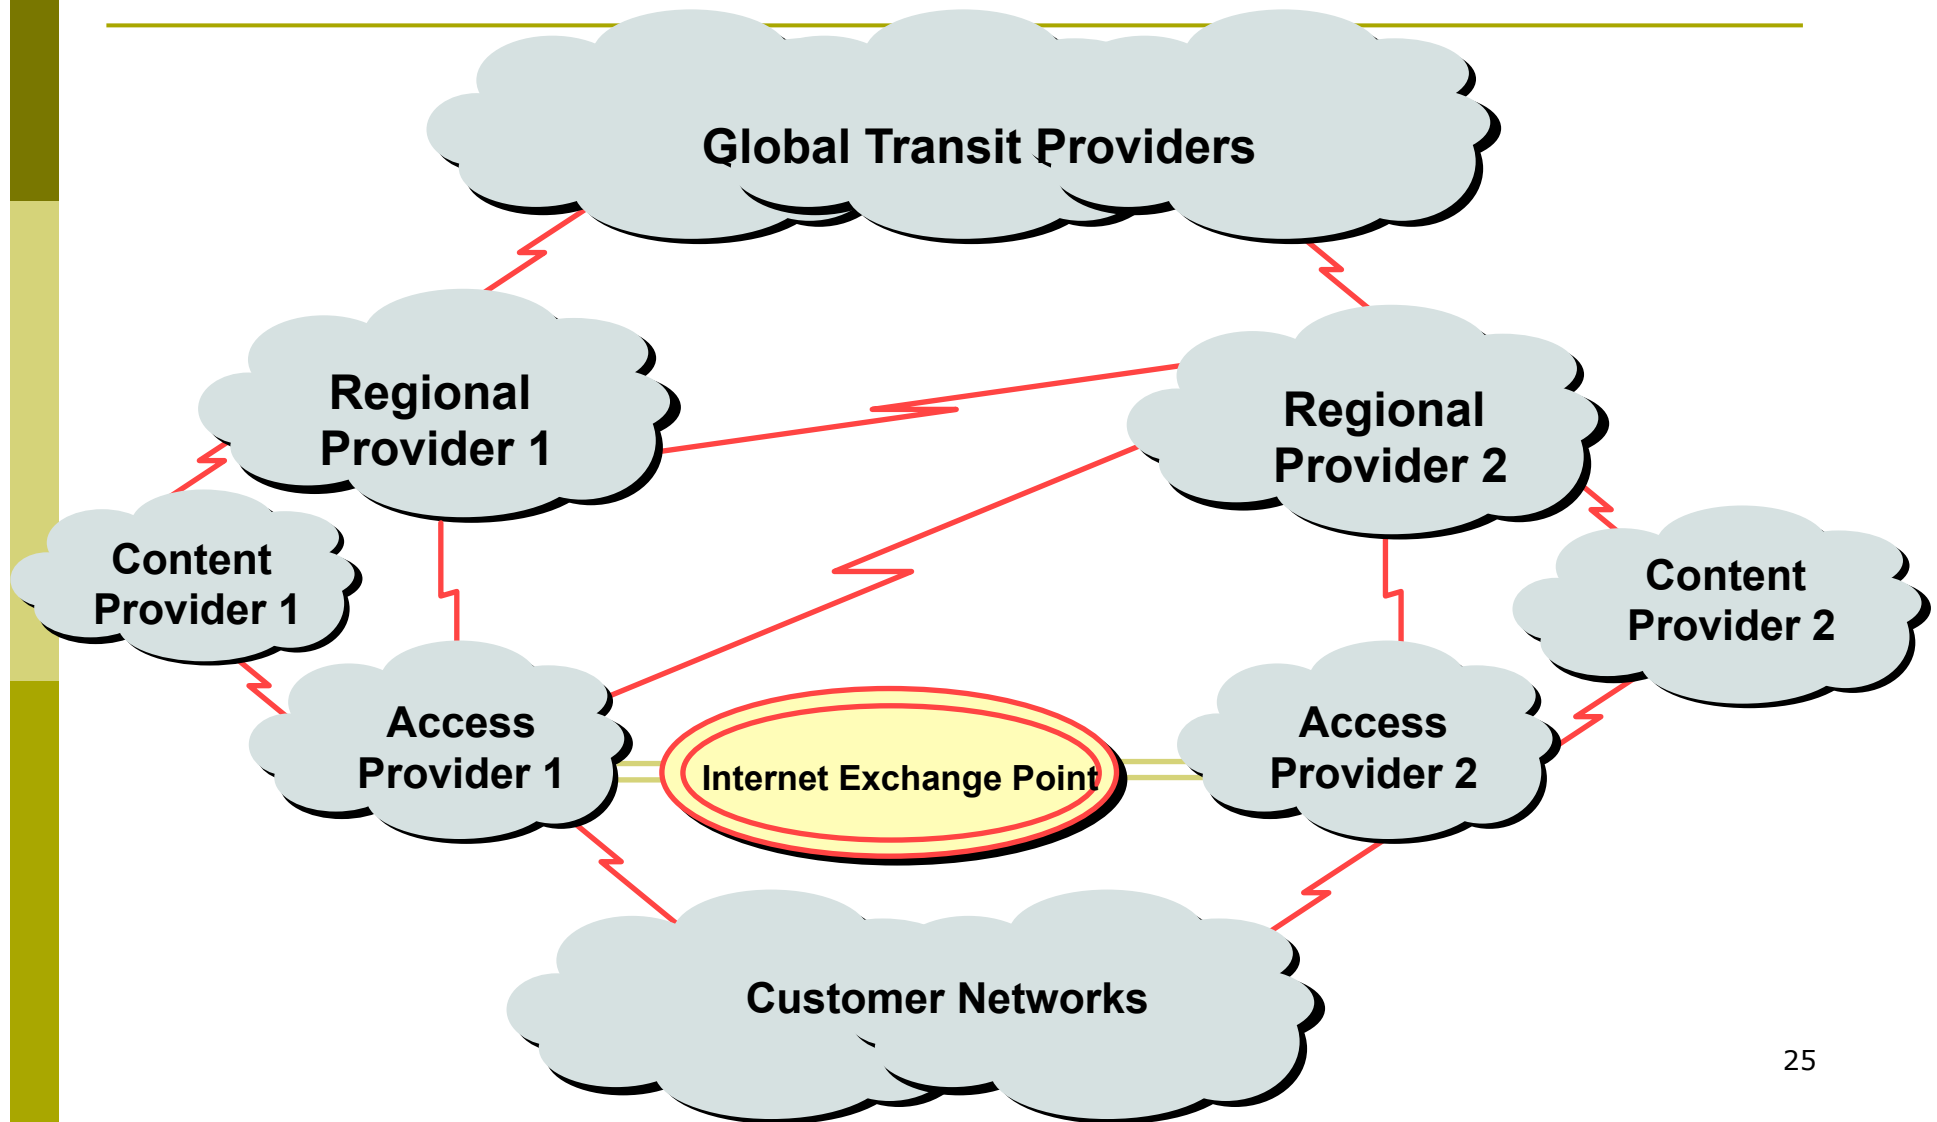 Global Transit Providers
Regional
Provider 1
Regional
Provider 2
Content
Provider 1
Content
Provider 2
Access
Provider 1
Internet Exchange Point
Access
Provider 2
Customer Networks
25